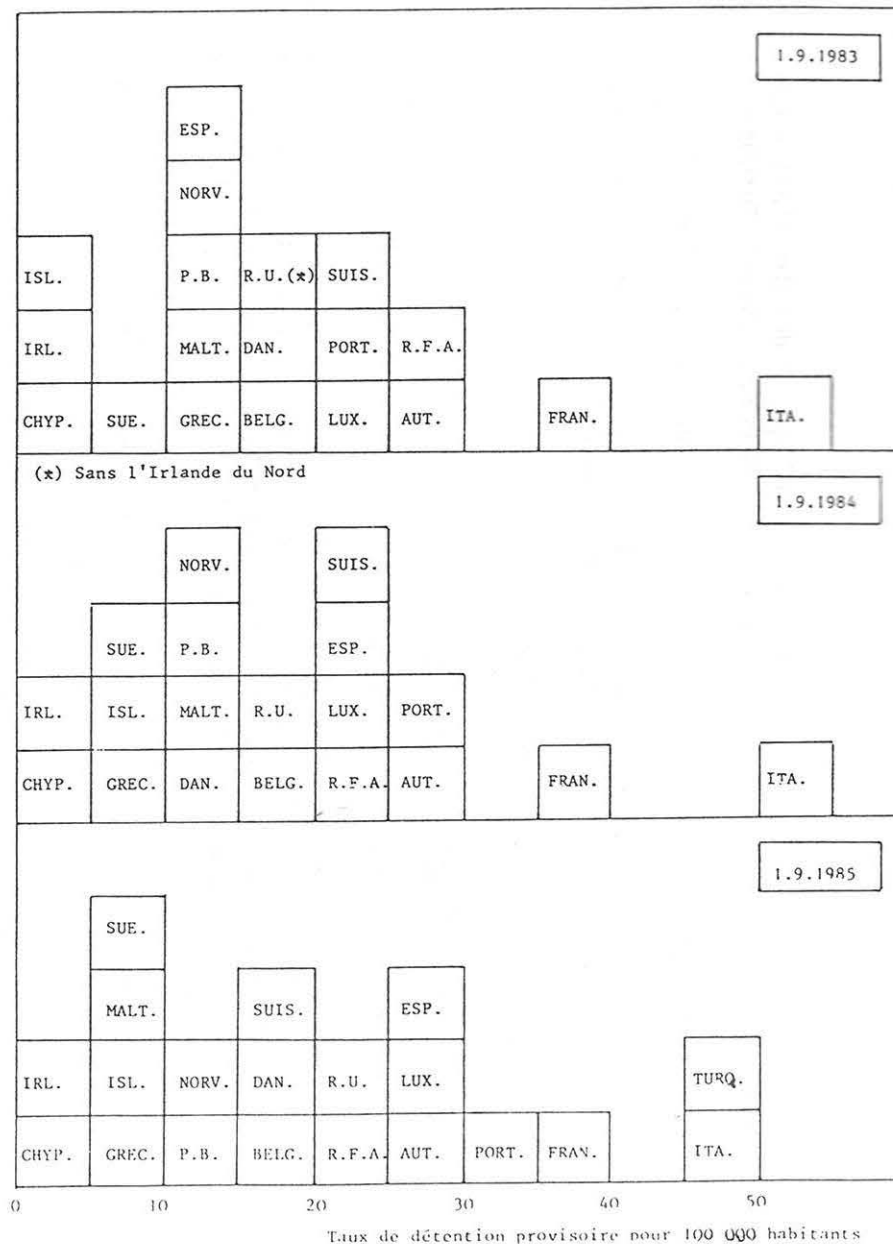 1.9.1983
ESP.
NORV.
ISL. P.B. R.U.(*) SUIS.
IRL. MALT. DAN. PORT. R.F.A.
CHYP. SUE. GREC. BELG. LUX. AUT. FRAN. ITA.
(*) Sans l'Irlande du Nord
1.9.1984
NORV. SUIS.
SUE. P.B. ESP.
IRL. ISL. MALT. R.U. LUX. PORT.
CHYP. GREC. DAN. BELG. R.F.A. AUT. FRAN. ITA.
1.9.1985
SUE.
MALT. SUIS. ESP.
IRL. ISL. NORV. DAN. R.U. LUX. TURQ.
CHYP. GREC. P.B. BELG. R.F.A. AUT. PORT. FRAN. ITA.
0 10 20 30 40 50
Taux de détention provisoire pour 100 000 habitants